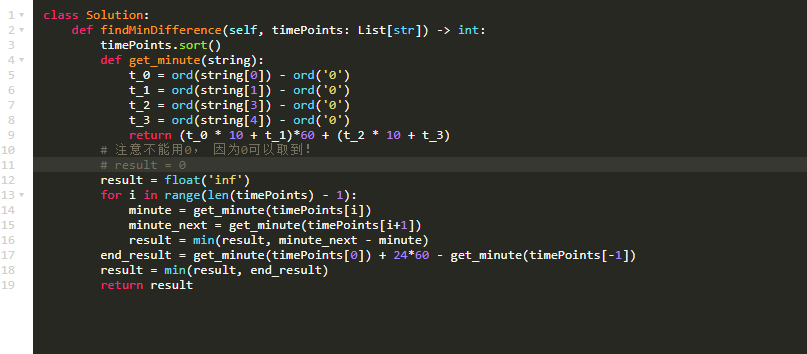 1 class Solution:
2     def findMinDifference(self, timePoints: List[str]) -> int:
3         timePoints.sort()
4         def get_minute(string):
5             t_0 = ord(string[0]) - ord('0')
6             t_1 = ord(string[1]) - ord('0')
7             t_2 = ord(string[3]) - ord('0')
8             t_3 = ord(string[4]) - ord('0')
9             return (t_0 * 10 + t_1)*60 + (t_2 * 10 + t_3)
10         # 注意不能用0， 因为0可以取到!
11         # result = 0
12         result = float('inf')
13         for i in range(len(timePoints) - 1):
14             minute = get_minute(timePoints[i])
15             minute_next = get_minute(timePoints[i+1])
16             result = min(result, minute_next - minute)
17         end_result = get_minute(timePoints[0]) + 24*60 - get_minute(timePoints[-1])
18         result = min(result, end_result)
19         return result